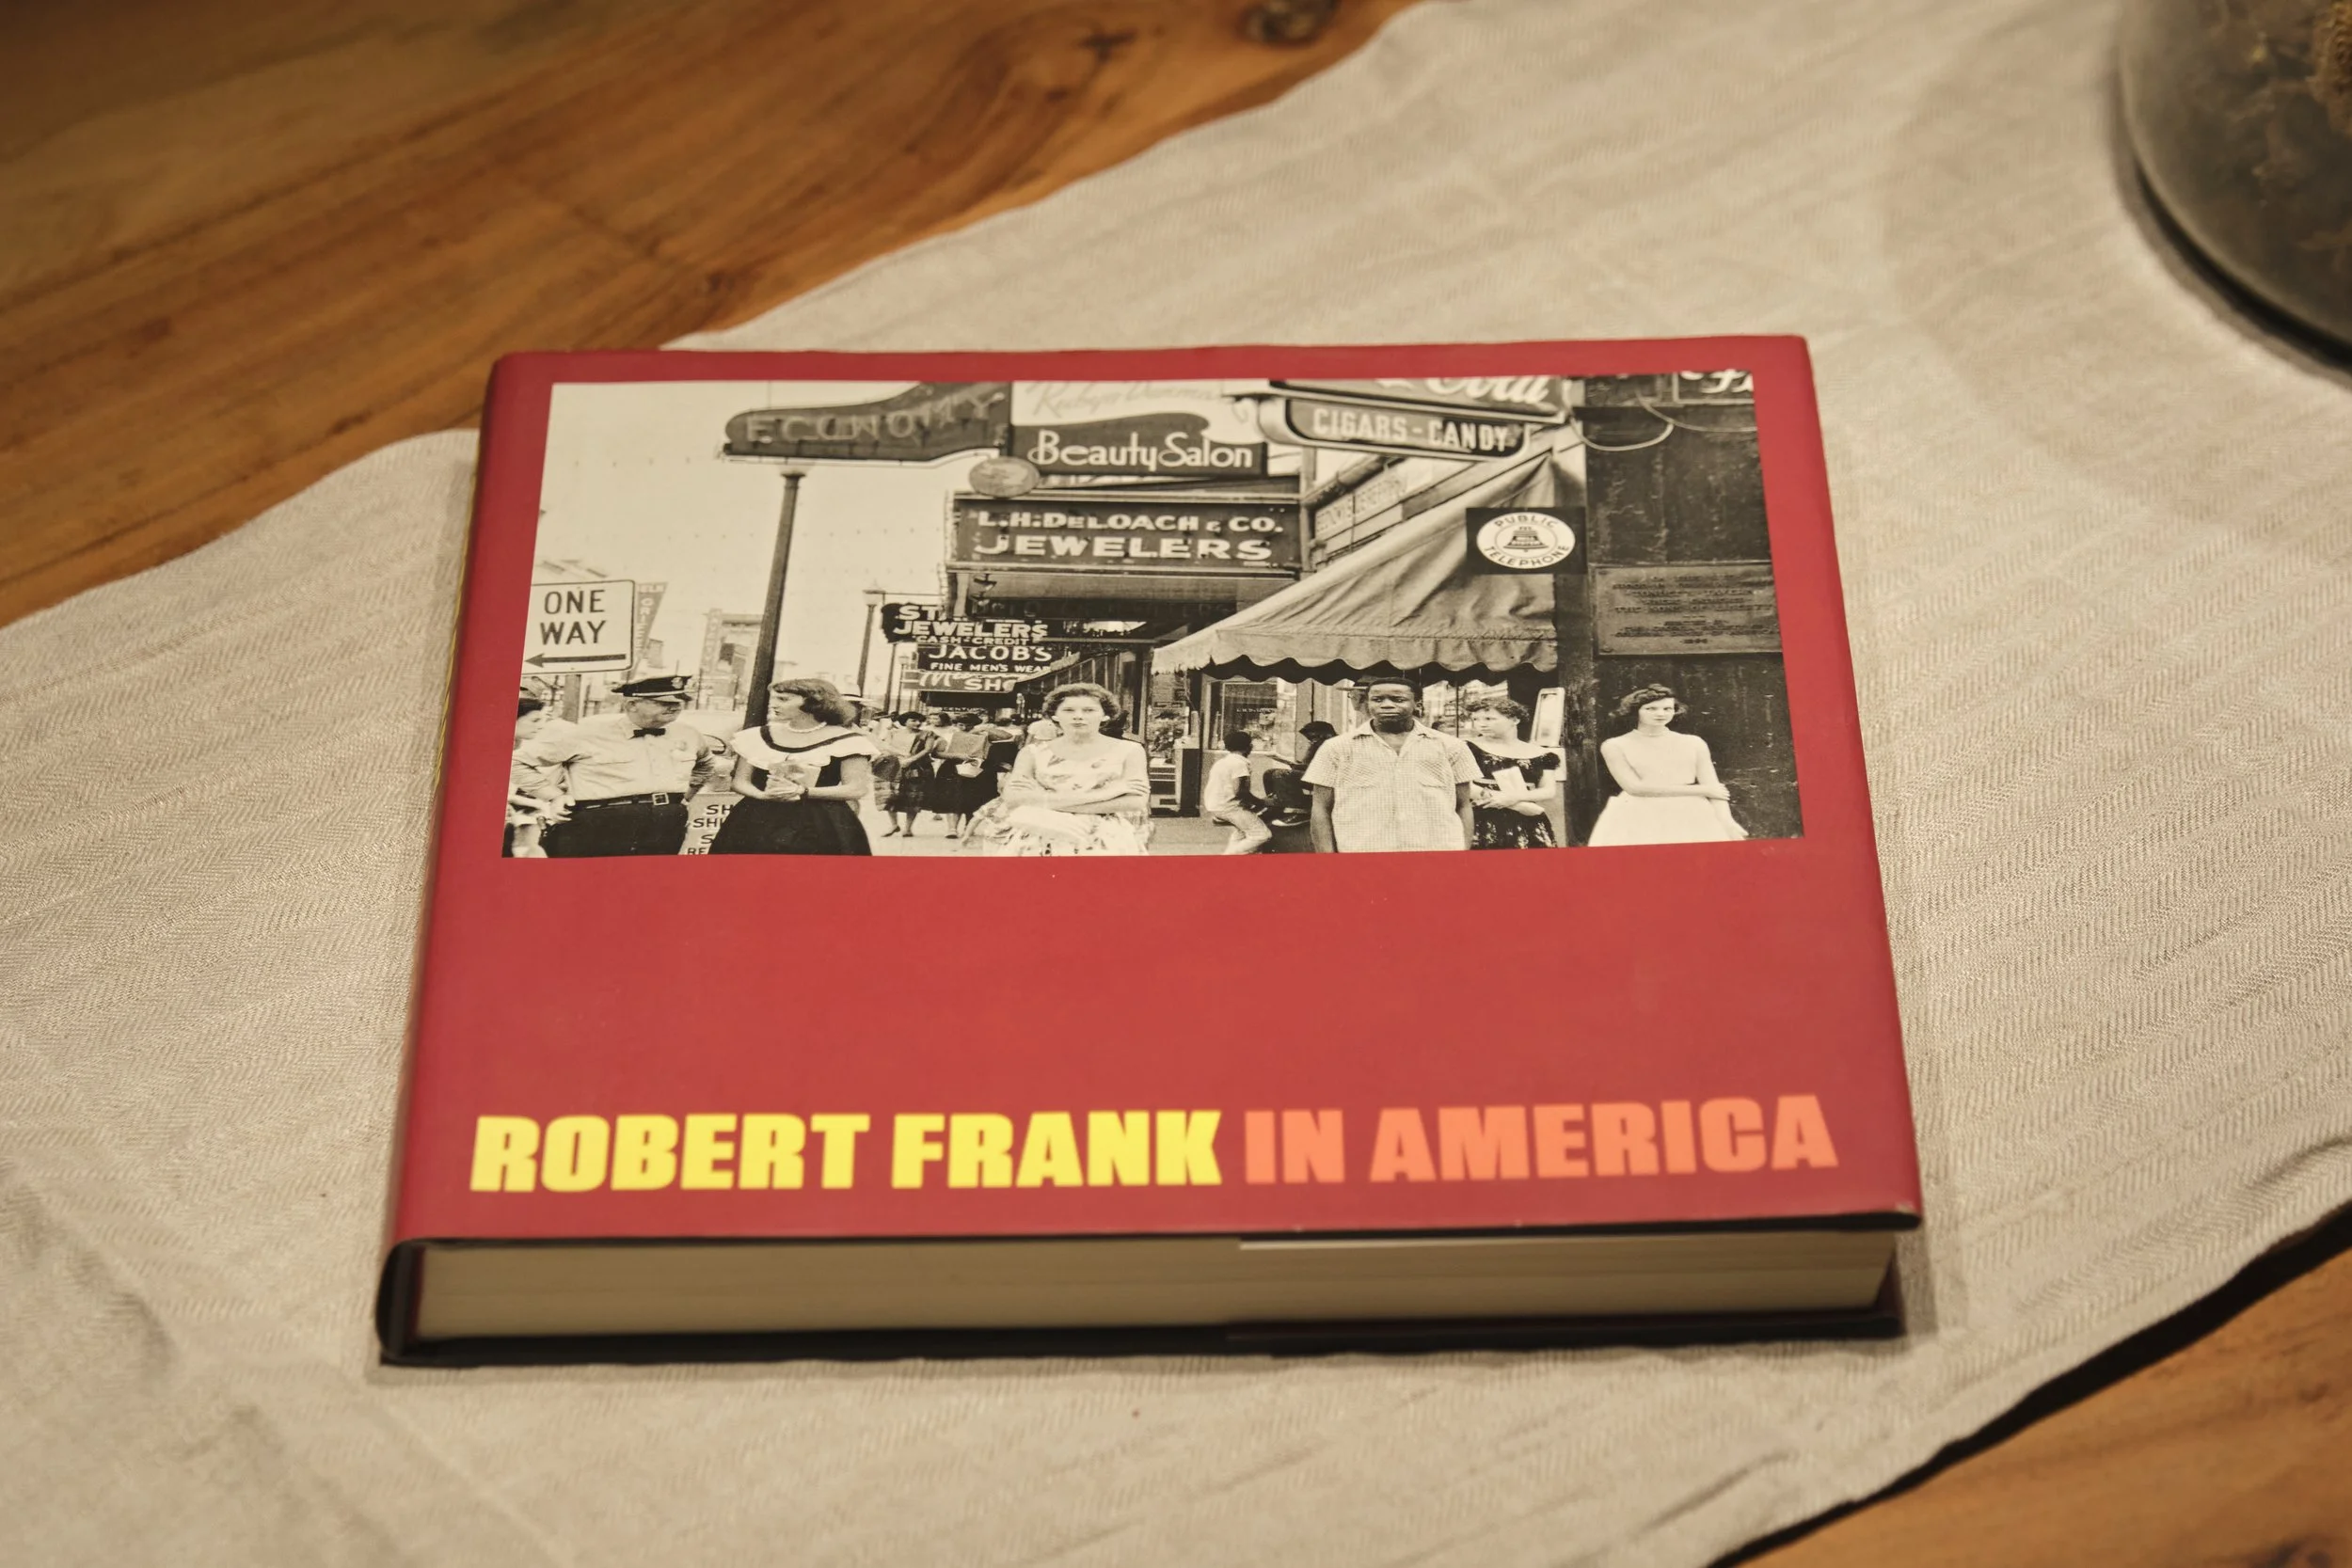 ECONOMY
Beauty Salon
CIGARS-CANDY
L.H. DELOACH & CO.
JEWELERS
PUBLIC
TELEPHONE
ONE
WAY
JEWELERS
CASH-CREDIT
JACOB'S
FINE MEN'S WEAR
ROBERT FRANK IN AMERICA